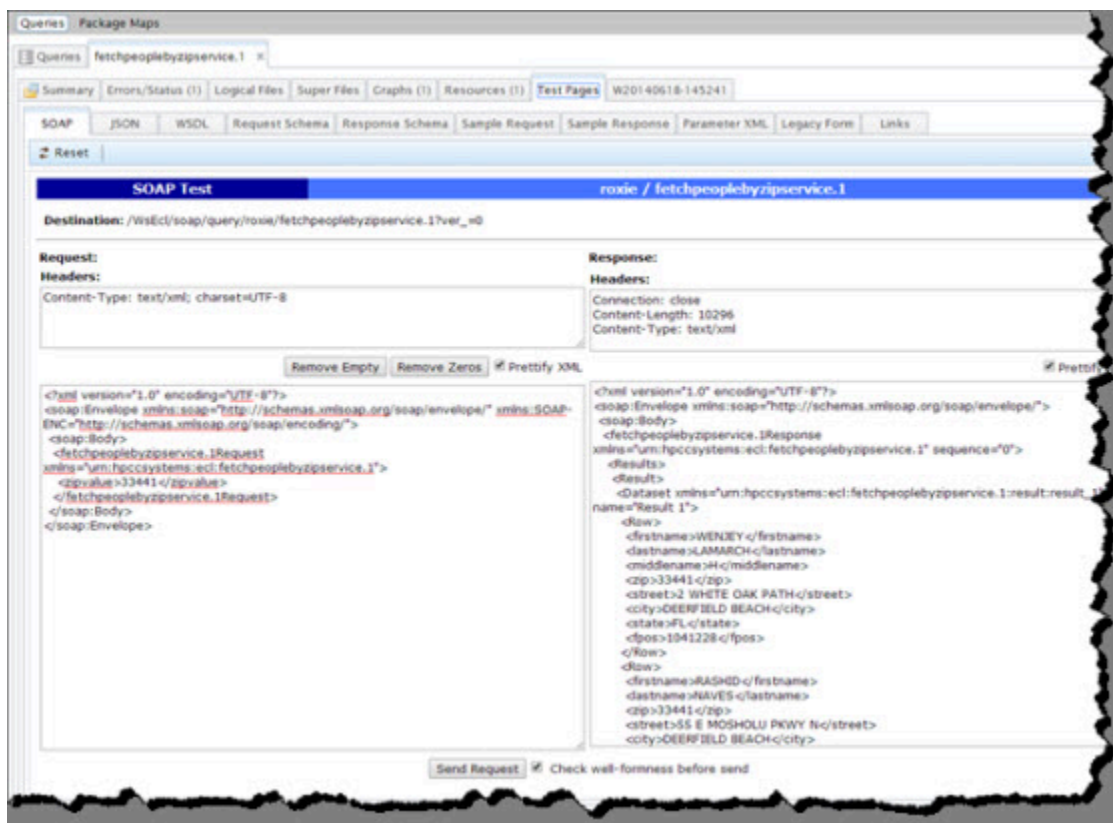 Queries Package Maps
Queries fetchpeoplebyzipservice.1 ×
Summary Errors/Status (1) Logical Files Super Files Graphs (1) Resources (1) Test Pages W20140618-145241
SOAP JSON WSDL Request Schema Response Schema Sample Request Sample Response Parameter XML Legacy Form Links
Reset
SOAP Test roxie / fetchpeoplebyzipservice.1
Destination: /WsEcl/soap/query/roxie/fetchpeoplebyzipservice.1?ver_=0
Request:
Headers:
Content-Type: text/xml; charset=UTF-8
Remove Empty Remove Zeros Prettify XML
<?xml version="1.0" encoding="UTF-8"?>
<soap:Envelope xmlns:soap="http://schemas.xmlsoap.org/soap/envelope/" xmlns:SOAP-
ENC="http://schemas.xmlsoap.org/soap/encoding/">
<soap:Body>
<fetchpeoplebyzipservice.1Request
xmlns="urn:hpccsystems:ecl:fetchpeoplebyzipservice.1">
<zipvalue>33441</zipvalue>
</fetchpeoplebyzipservice.1Request>
</soap:Body>
</soap:Envelope>
Response:
Headers:
Connection: close
Content-Length: 10296
Content-Type: text/xml
Prettif
<?xml version="1.0" encoding="UTF-8"?>
<soap:Envelope xmlns:soap="http://schemas.xmlsoap.org/soap/envelope/">
<soap:Body>
<fetchpeoplebyzipservice.1Response
xmlns="urn:hpccsystems:ecl:fetchpeoplebyzipservice.1" sequence="0">
<Results>
<Result>
<Dataset xmlns="urn:hpccsystems:ecl:fetchpeoplebyzipservice.1:result:result_1"
name="Result 1">
<Row>
<firstname>WENJEY</firstname>
<lastname>LAMARCH</lastname>
<middlename>H</middlename>
<zip>33441</zip>
<street>2 WHITE OAK PATH</street>
<city>DEERFIELD BEACH</city>
<state>FL</state>
<fpos>1041228</fpos>
</Row>
<Row>
<firstname>RASHID</firstname>
<lastname>NAVES</lastname>
<zip>33441</zip>
<street>55 E MOSHOLU PKWY N</street>
<city>DEERFIELD BEACH</city>
Send Request Check well-formness before send